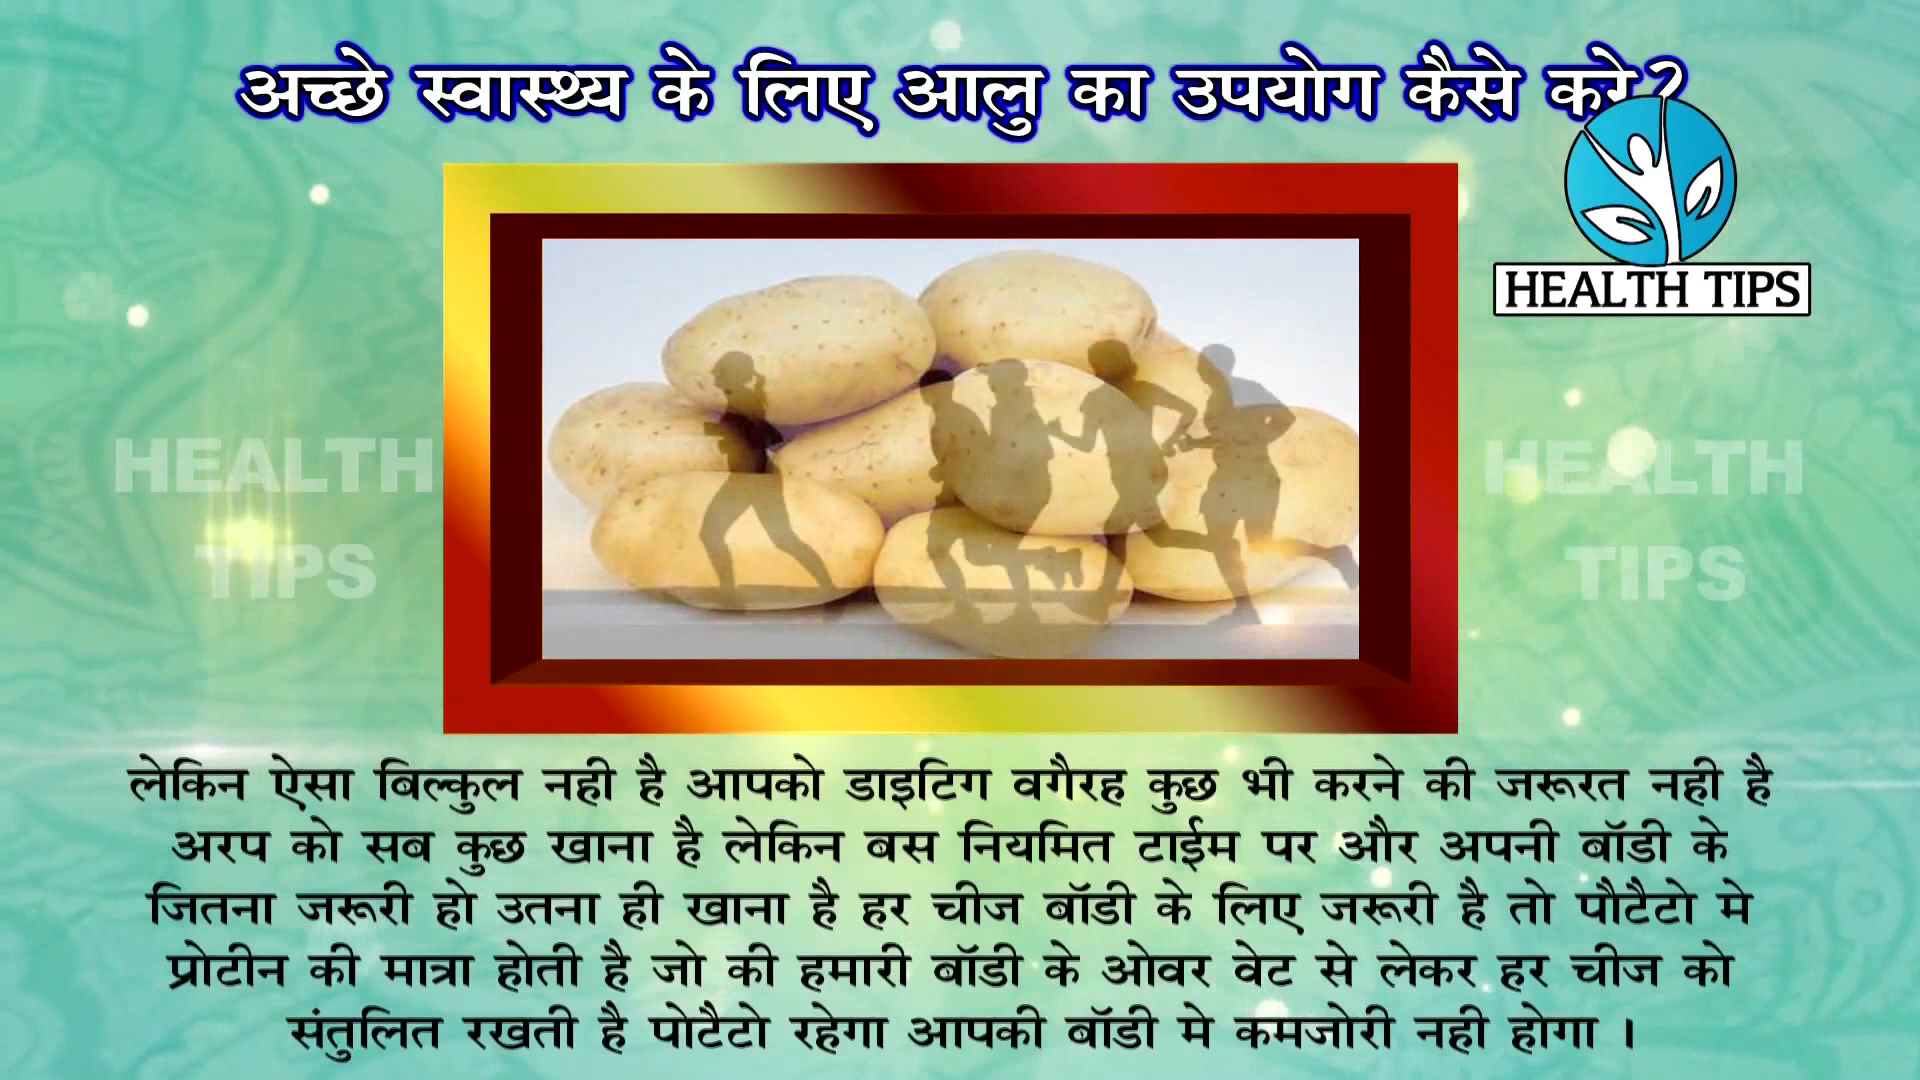 अच्छे स्वास्थ्य के लिए आलु का उपयोग कैसे करे?
HEALTH TIPS
HEALTH
TIPS
HEALTH
TIPS
लेकिन ऐसा बिल्कुल नही है आपको डाइटिग वगैरह कुछ भी करने की जरूरत नही है
अरप को सब कुछ खाना है लेकिन बस नियमित टाईम पर और अपनी बॉडी के
जितना जरूरी हो उतना ही खाना है हर चीज बॉडी के लिए जरूरी है तो पौटैटो मे
प्रोटीन की मात्रा होती है जो की हमारी बॉडी के ओवर वेट से लेकर हर चीज को
संतुलित रखती है पोटैटो रहेगा आपकी बॉडी मे कमजोरी नही होगा ।